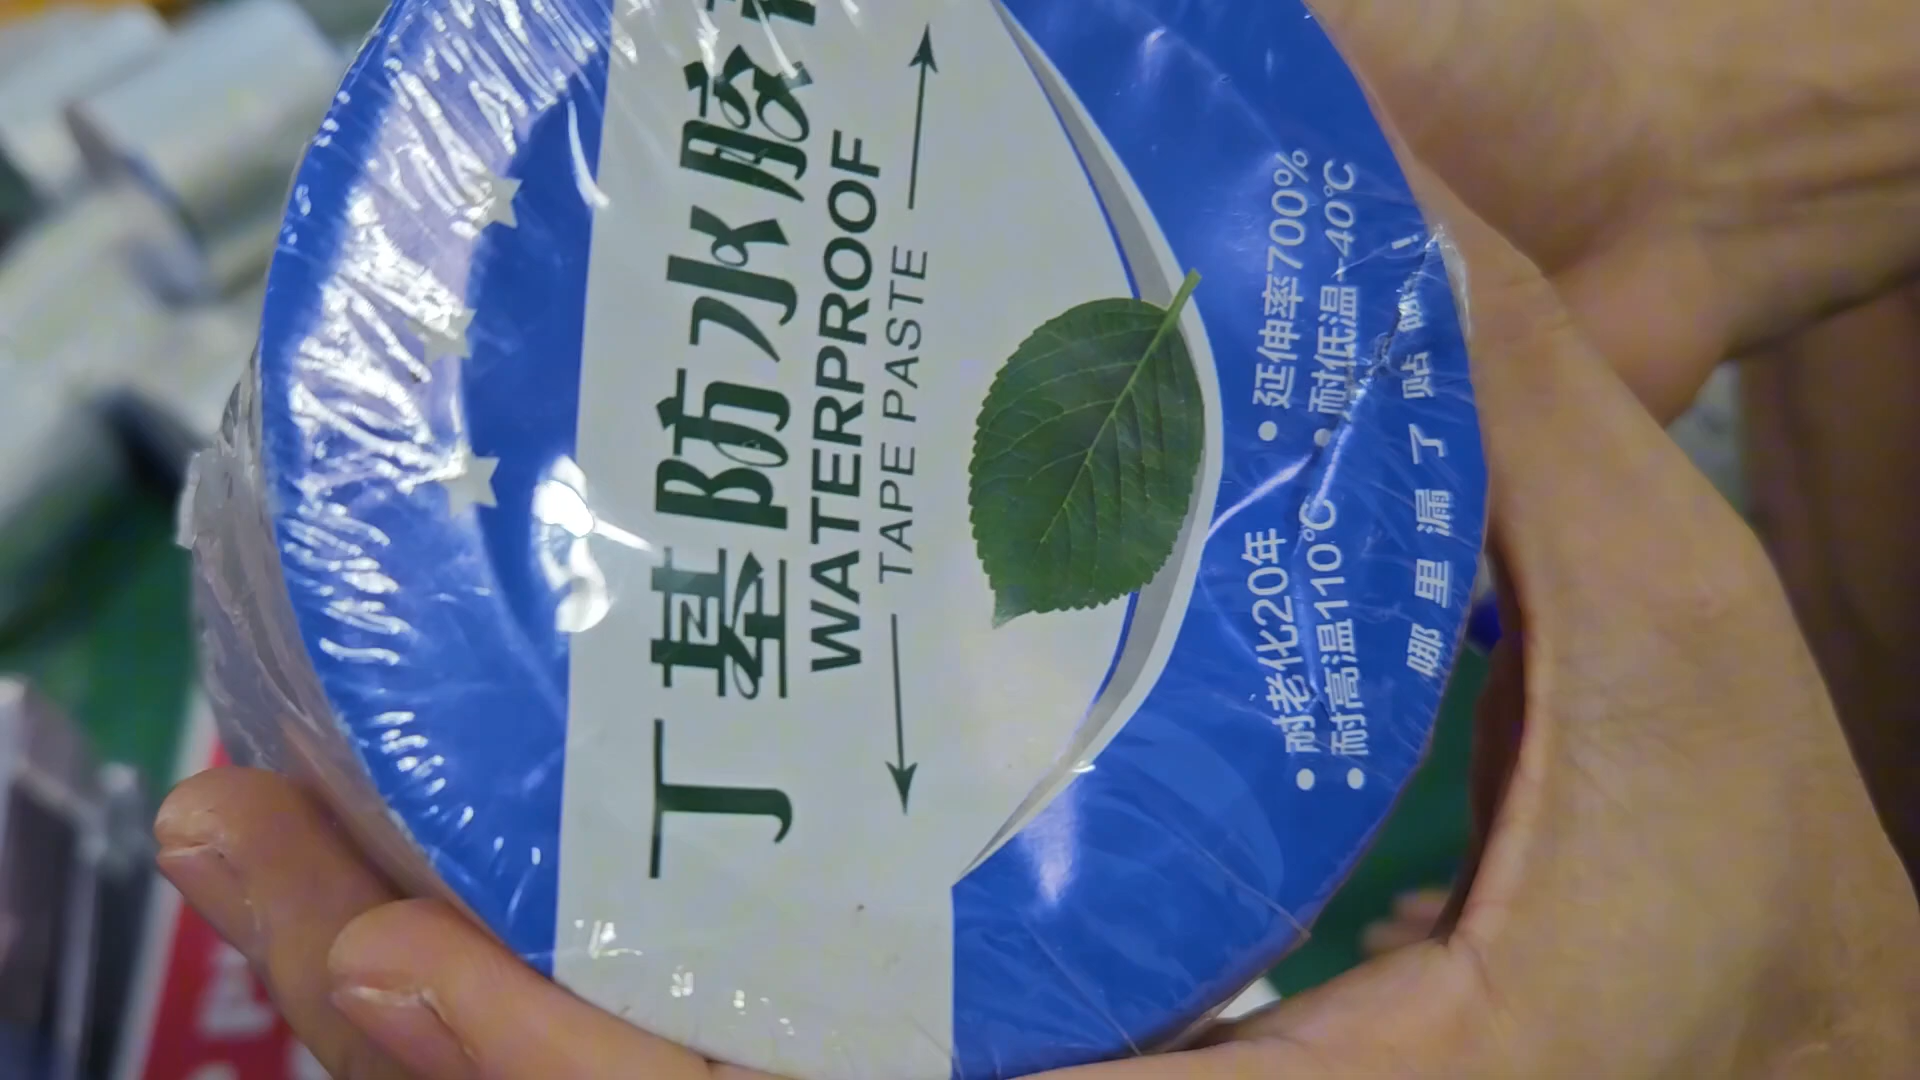 丁基防水胶
WATERPROOF
TAPE PASTE
• 耐老化20年 • 延伸率700%
• 耐高温110℃ • 耐低温-40℃
哪里漏了贴哪!